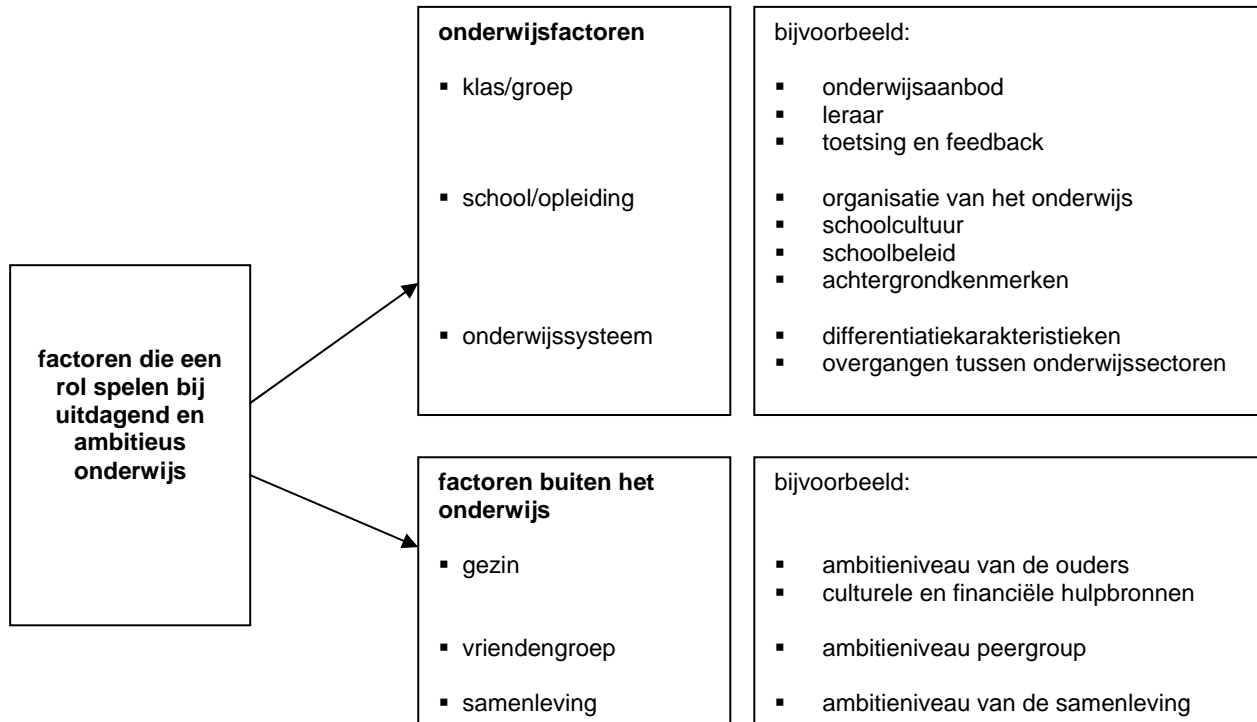 factoren die een
rol spelen bij
uitdagend en
ambitieus
onderwijs
onderwijsfactoren
▪ klas/groep
▪ school/opleiding
▪ onderwijssysteem
bijvoorbeeld:
▪ onderwijsaanbod
▪ leraar
▪ toetsing en feedback
▪ organisatie van het onderwijs
▪ schoolcultuur
▪ schoolbeleid
▪ achtergrondkenmerken
▪ differentiatiekarakteristieken
▪ overgangen tussen onderwijssectoren
factoren buiten het
onderwijs
▪ gezin
▪ vriendengroep
▪ samenleving
bijvoorbeeld:
▪ ambitieniveau van de ouders
▪ culturele en financiële hulpbronnen
▪ ambitieniveau peergroup
▪ ambitieniveau van de samenleving